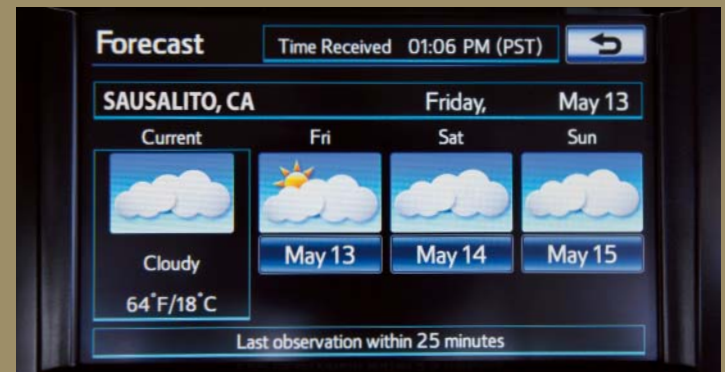 Forecast
Time Received 01:06 PM (PST)
SAUSALITO, CA Friday, May 13
Current Fri Sat Sun
Cloudy
May 13 May 14 May 15
64°F/18°C
Last observation within 25 minutes